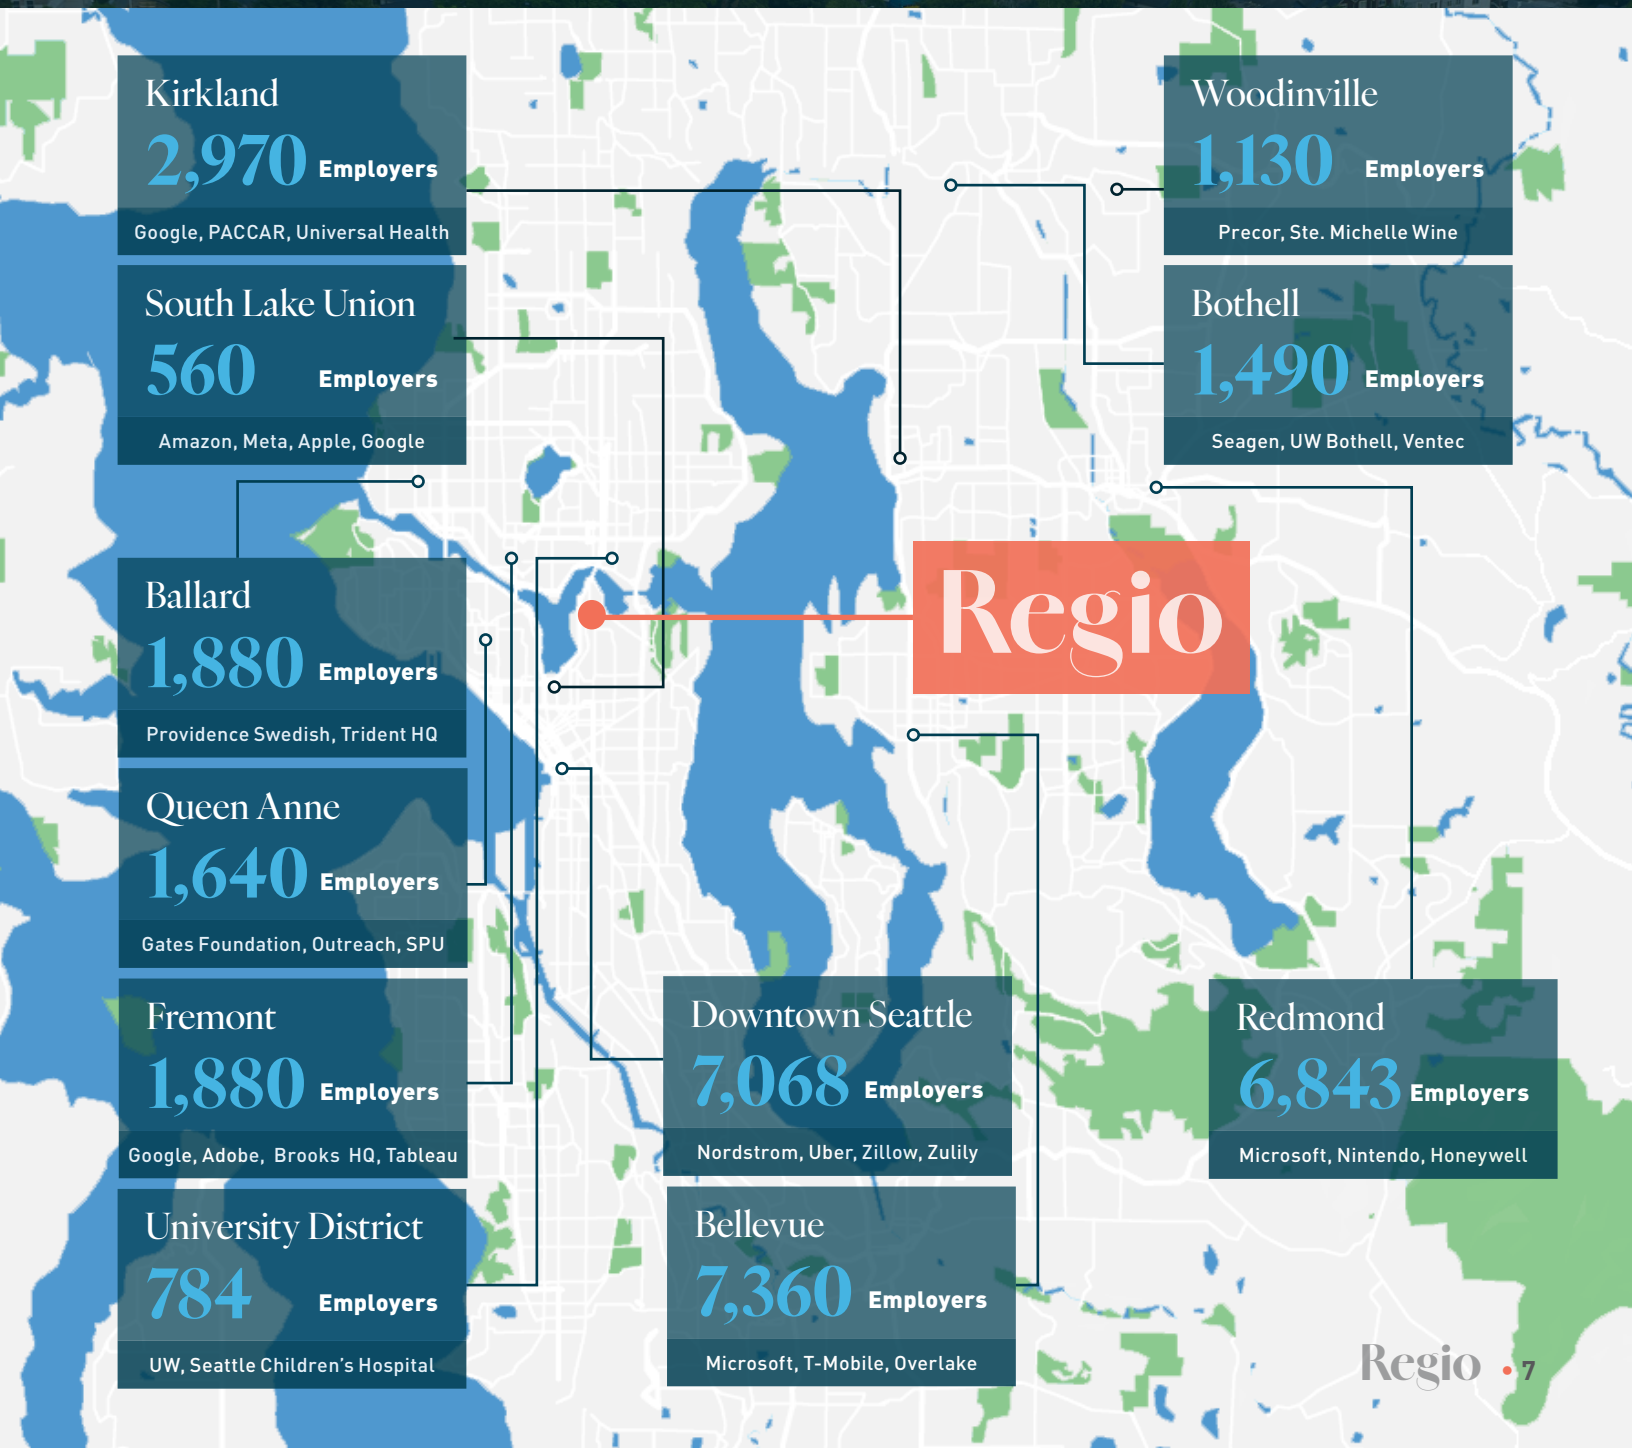 Kirkland
2,970 Employers
Google, PACCAR, Universal Health
South Lake Union
560 Employers
Amazon, Meta, Apple, Google
Ballard
1,880 Employers
Providence Swedish, Trident HQ
Queen Anne
1,640 Employers
Gates Foundation, Outreach, SPU
Fremont
1,880 Employers
Google, Adobe, Brooks HQ, Tableau
University District
784 Employers
UW, Seattle Children's Hospital
Woodinville
1,130 Employers
Precor, Ste. Michelle Wine
Bothell
1,490 Employers
Seagen, UW Bothell, Ventec
Regio
Downtown Seattle
7,068 Employers
Nordstrom, Uber, Zillow, Zulily
Bellevue
7,360 Employers
Microsoft, T-Mobile, Overlake
Redmond
6,843 Employers
Microsoft, Nintendo, Honeywell
Regio • 7